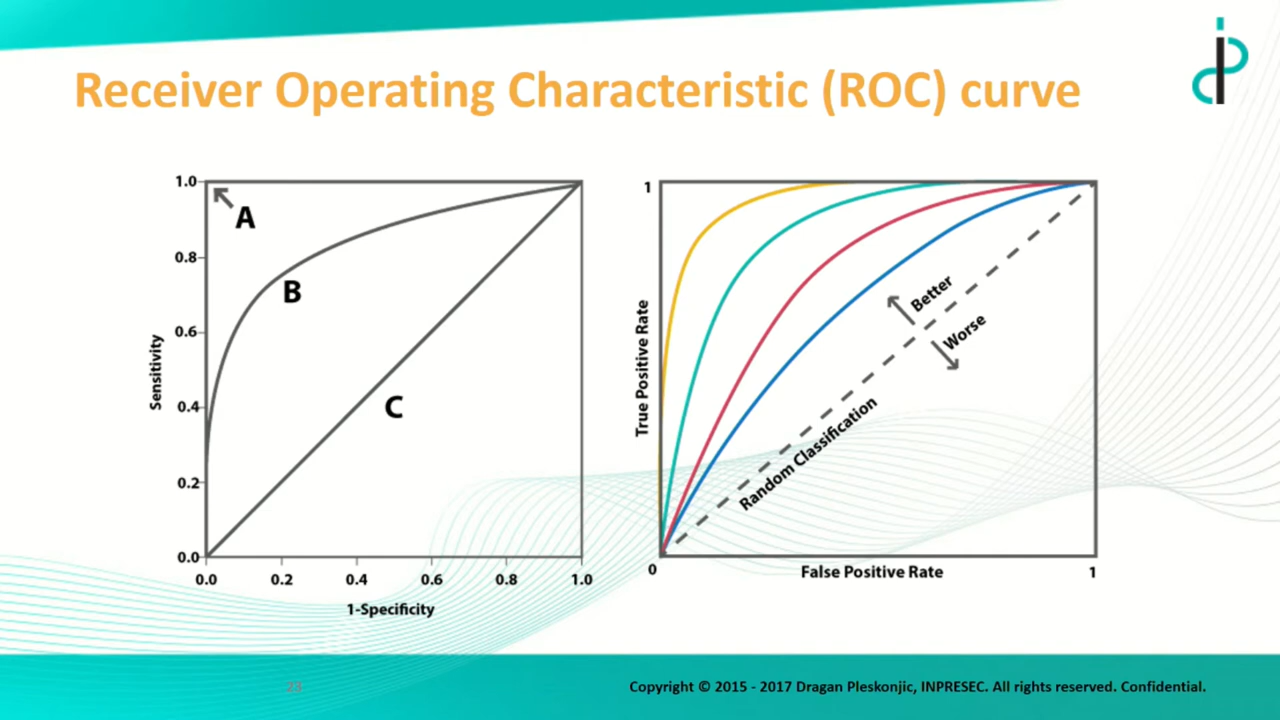 Receiver Operating Characteristic (ROC) curve
1.0
0.8
0.6
0.4
0.2
0.0
Sensitivity
A
B
C
0.0 0.2 0.4 0.6 0.8 1.0
1-Specificity
1
True Positive Rate
Better
Worse
Random Classification
0
False Positive Rate
1
23
Copyright © 2015 - 2017 Dragan Pleskonjic, INPRESEC. All rights reserved. Confidential.